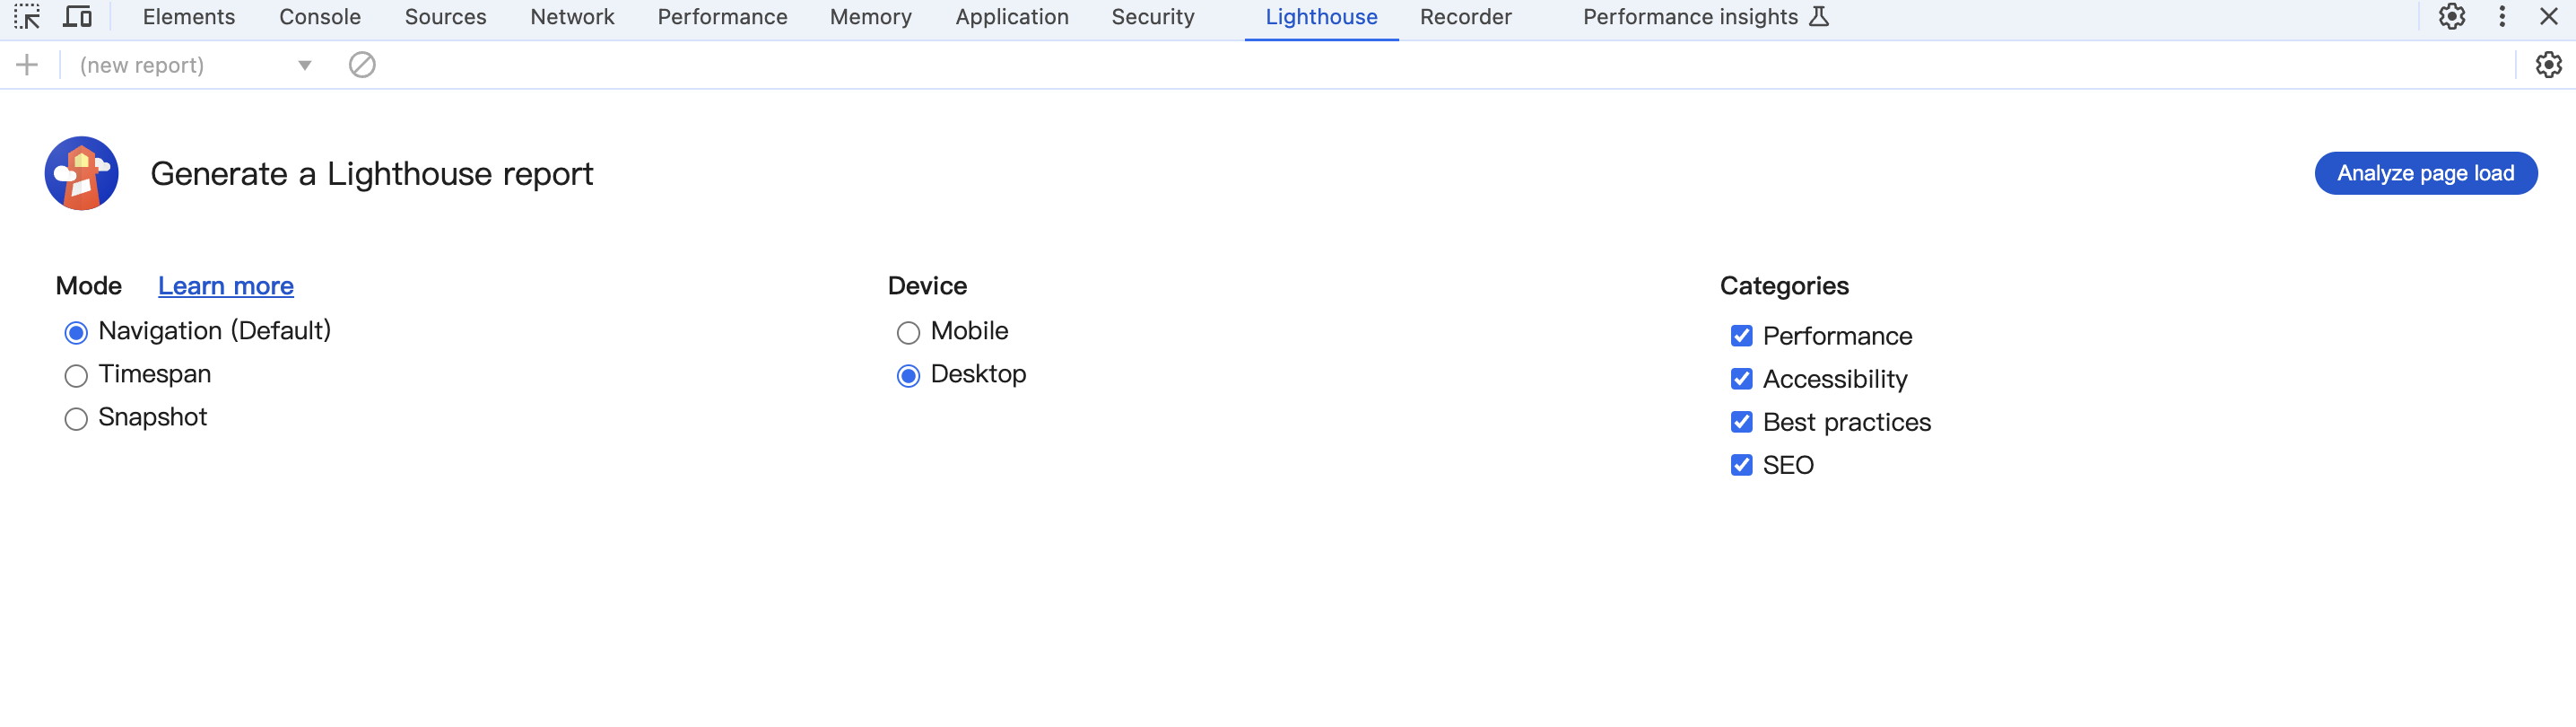 Elements Console Sources Network Performance Memory Application Security Lighthouse Recorder Performance insights
(new report)
Generate a Lighthouse report
Analyze page load
Mode Learn more
Navigation (Default)
Timespan
Snapshot
Device
Mobile
Desktop
Categories
Performance
Accessibility
Best practices
SEO